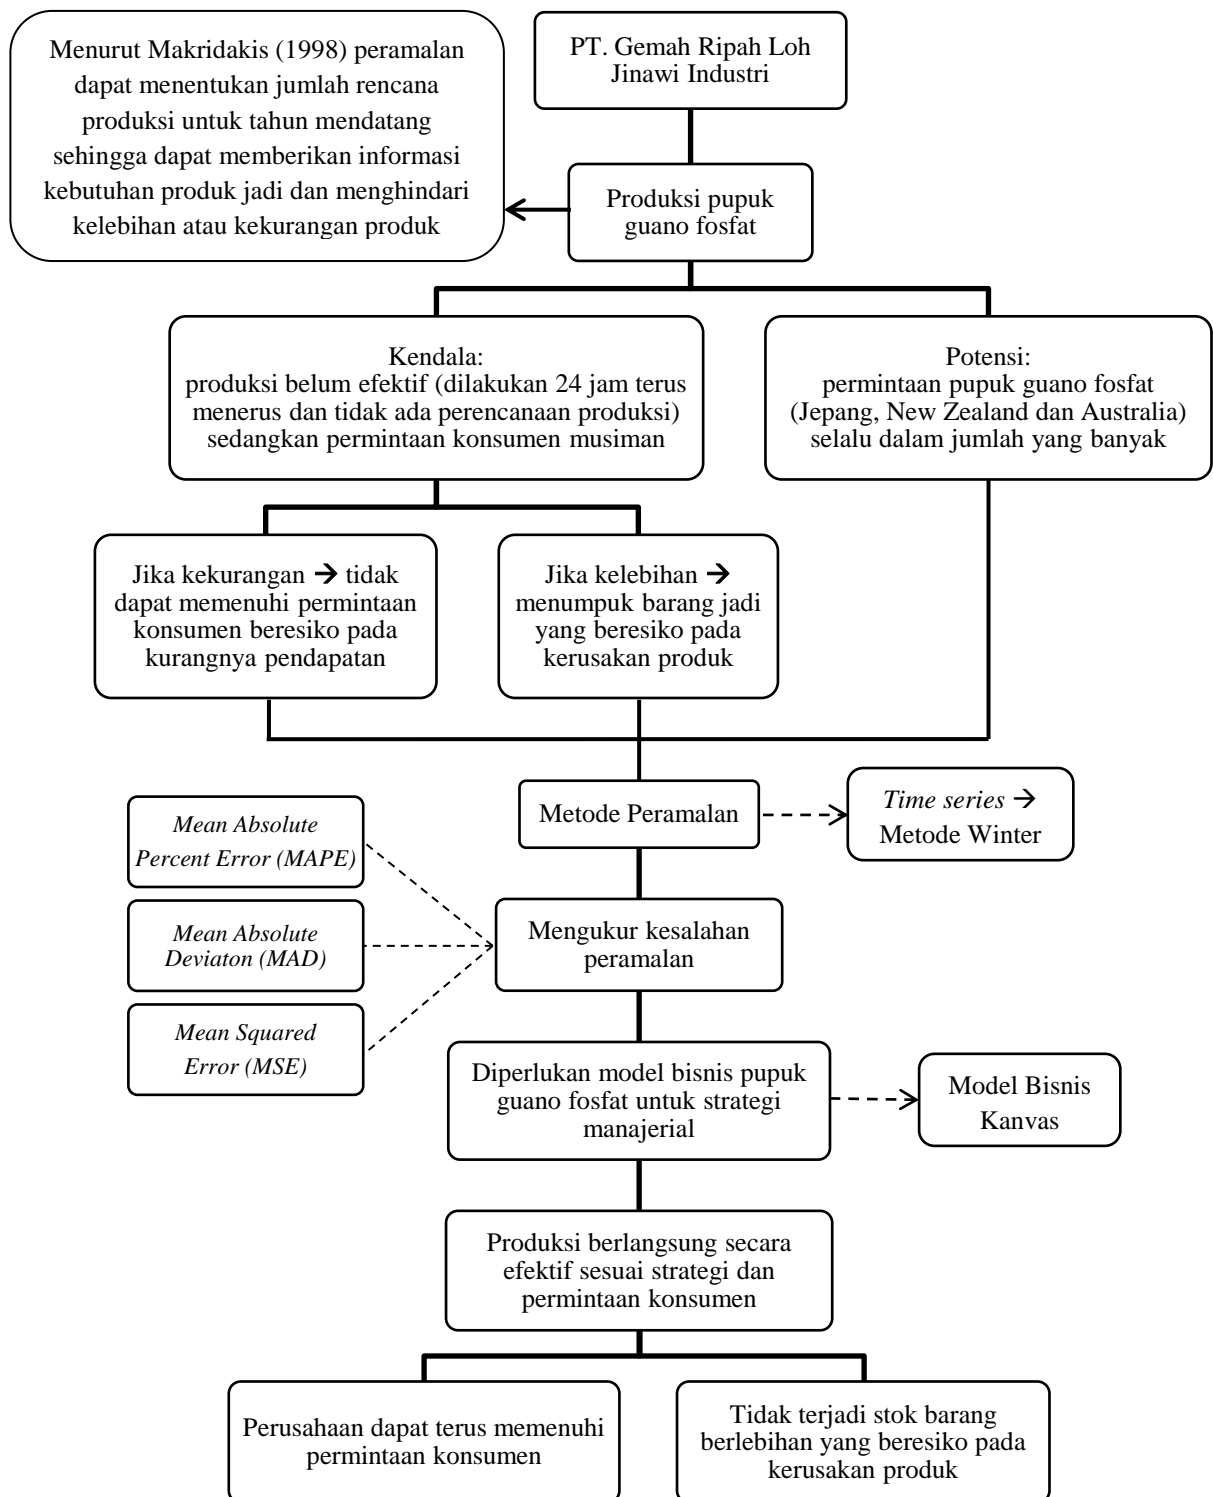 Menurut Makridakis (1998) peramalan
dapat menentukan jumlah rencana
produksi untuk tahun mendatang
sehingga dapat memberikan informasi
kebutuhan produk jadi dan menghindari
kelebihan atau kekurangan produk
PT. Gemah Ripah Loh
Jinawi Industri
Produksi pupuk
guano fosfat
Kendala:
produksi belum efektif (dilakukan 24 jam terus
menerus dan tidak ada perencanaan produksi)
sedangkan permintaan konsumen musiman
Potensi:
permintaan pupuk guano fosfat
(Jepang, New Zealand dan Australia)
selalu dalam jumlah yang banyak
Jika kekurangan → tidak
dapat memenuhi permintaan
konsumen beresiko pada
kurangnya pendapatan
Jika kelebihan →
menumpuk barang jadi
yang beresiko pada
kerusakan produk
Metode Peramalan
Time series →
Metode Winter
Mean Absolute
Percent Error (MAPE)
Mean Absolute
Deviaton (MAD)
Mean Squared
Error (MSE)
Mengukur kesalahan
peramalan
Diperlukan model bisnis pupuk
guano fosfat untuk strategi
manajerial
Model Bisnis
Kanvas
Produksi berlangsung secara
efektif sesuai strategi dan
permintaan konsumen
Perusahaan dapat terus memenuhi
permintaan konsumen
Tidak terjadi stok barang
berlebihan yang beresiko pada
kerusakan produk